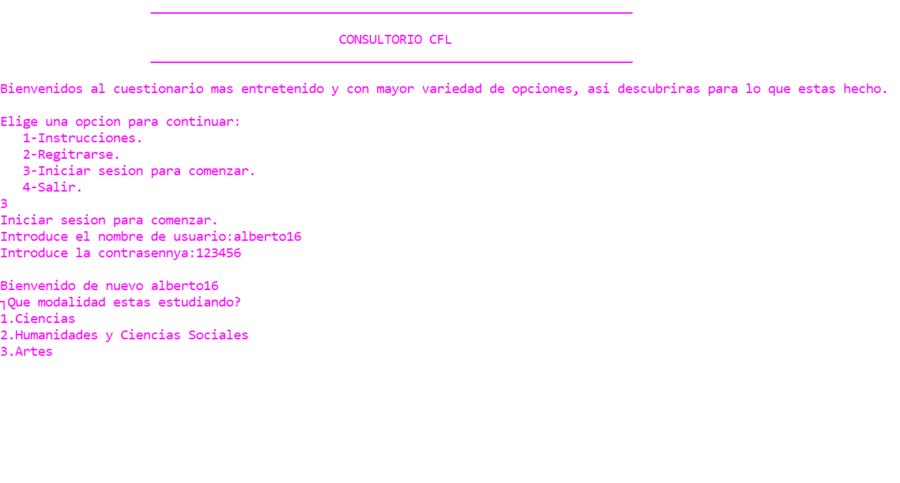 CONSULTORIO CFL
Bienvenidos al cuestionario mas entretenido y con mayor variedad de opciones, asi descubriras para lo que estas hecho.
Elige una opcion para continuar:
1-Instrucciones.
2-Regitrarse.
3-Iniciar sesion para comenzar.
4-Salir.
3
Iniciar sesion para comenzar.
Introduce el nombre de usuario:alberto16
Introduce la contrasennya:123456
Bienvenido de nuevo alberto16
┐Que modalidad estas estudiando?
1.Ciencias
2.Humanidades y Ciencias Sociales
3.Artes